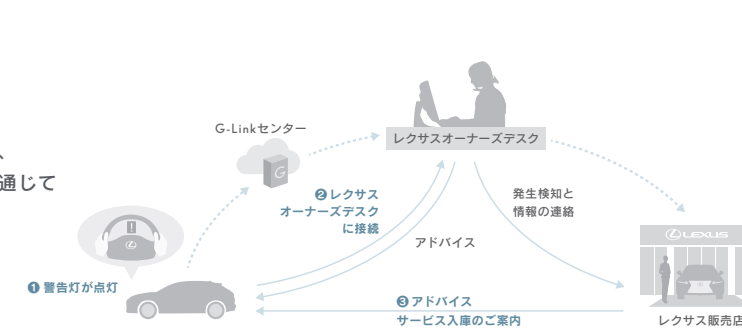 、
通じて
G-Linkセンター
G
レクサスオーナーズデスク
❷レクサス
オーナーズデスク
に接続
発生検知と
情報の連絡
アドバイス
LEXUS
❶警告灯が点灯
❸アドバイス
サービス入庫のご案内
レクサス販売店